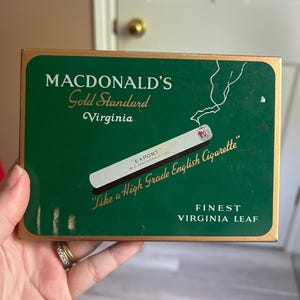 MACDONALD'S
Gold Standard
Virginia
"EXPORT"
"Like a High Grade English Cigarette"
FINEST
VIRGINIA LEAF